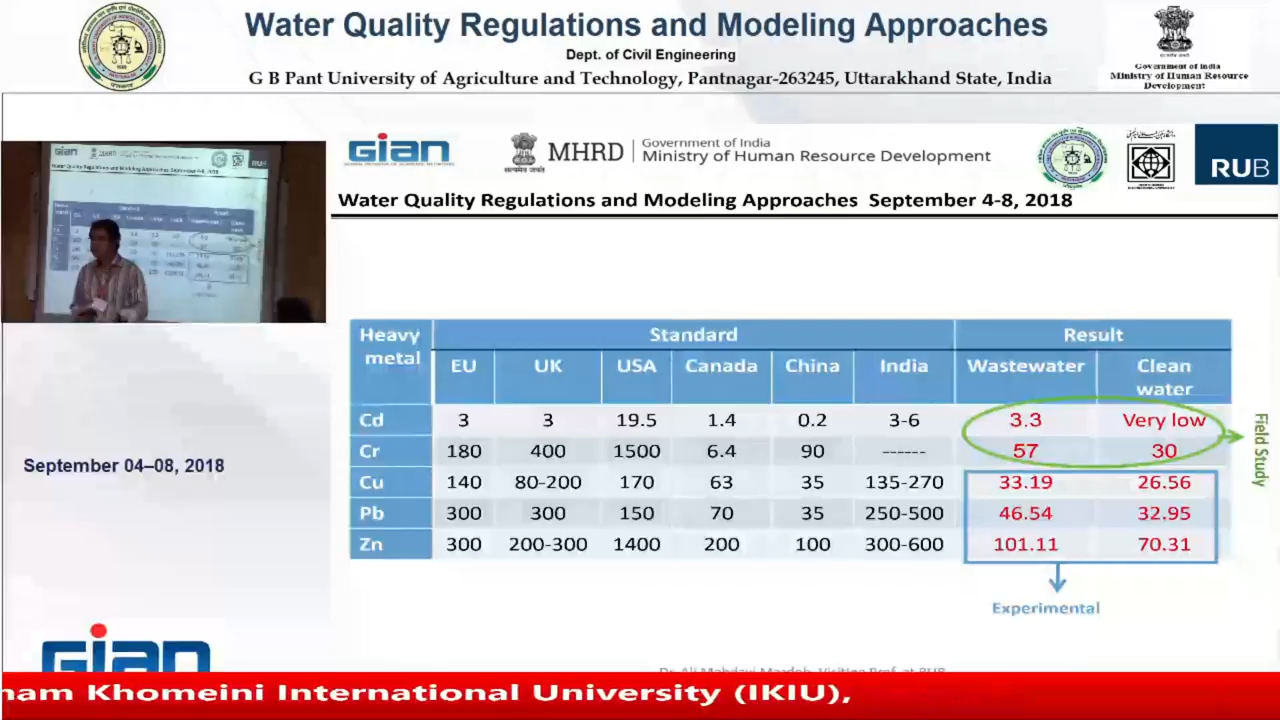 Water Quality Regulations and Modeling Approaches
Dept. of Civil Engineering
G B Pant University of Agriculture and Technology, Pantnagar-263245, Uttarakhand State, India
Government of India
Ministry of Human Resource
Development
GIAN
MHRD
Government of India
Ministry of Human Resource Development
सत्यमेव जयते
RUB
Water Quality Regulations and Modeling Approaches September 4-8, 2018
Heavy metal Standard Result
EU UK USA Canada China India Wastewater Clean water
Cd 3 3 19.5 1.4 0.2 3-6 3.3 Very low
Cr 180 400 1500 6.4 90 ------ 57 30
Cu 140 80-200 170 63 35 135-270 33.19 26.56
Pb 300 300 150 70 35 250-500 46.54 32.95
Zn 300 200-300 1400 200 100 300-600 101.11 70.31
Field Study
Experimental
September 04–08, 2018
GIAN
Khomeini International University (IKIU),